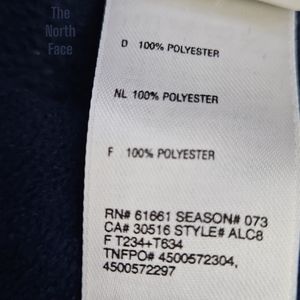 The
North
Face
D 100% POLYESTER
NL 100% POLYESTER
F 100% POLYESTER
RN# 61661 SEASON# 073
CA# 30516 STYLE# ALC8
F T234+T634
TNFPO# 4500572304,
4500572297